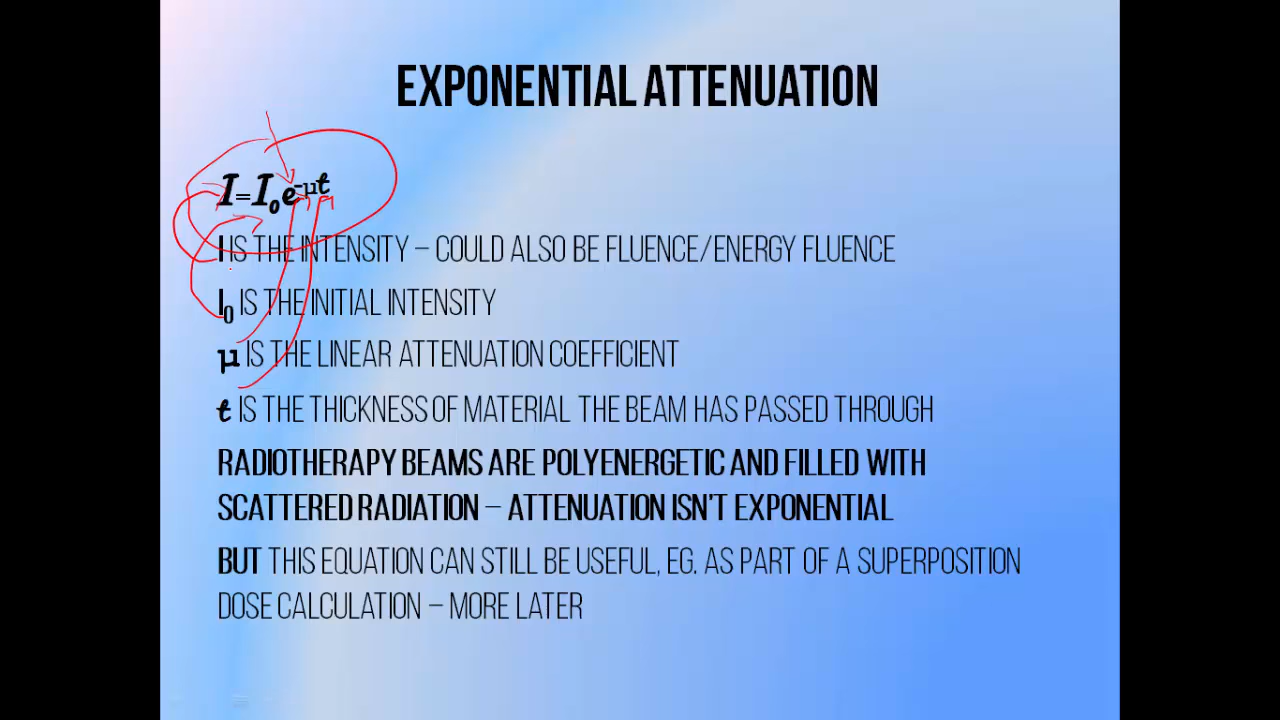 EXPONENTIAL ATTENUATION
I=I₀e⁻ᵘᵗ
I IS THE INTENSITY – COULD ALSO BE FLUENCE/ENERGY FLUENCE
I₀ IS THE INITIAL INTENSITY
μ IS THE LINEAR ATTENUATION COEFFICIENT
t IS THE THICKNESS OF MATERIAL THE BEAM HAS PASSED THROUGH
RADIOTHERAPY BEAMS ARE POLYENERGETIC AND FILLED WITH
SCATTERED RADIATION – ATTENUATION ISN'T EXPONENTIAL
BUT THIS EQUATION CAN STILL BE USEFUL, EG. AS PART OF A SUPERPOSITION
DOSE CALCULATION – MORE LATER